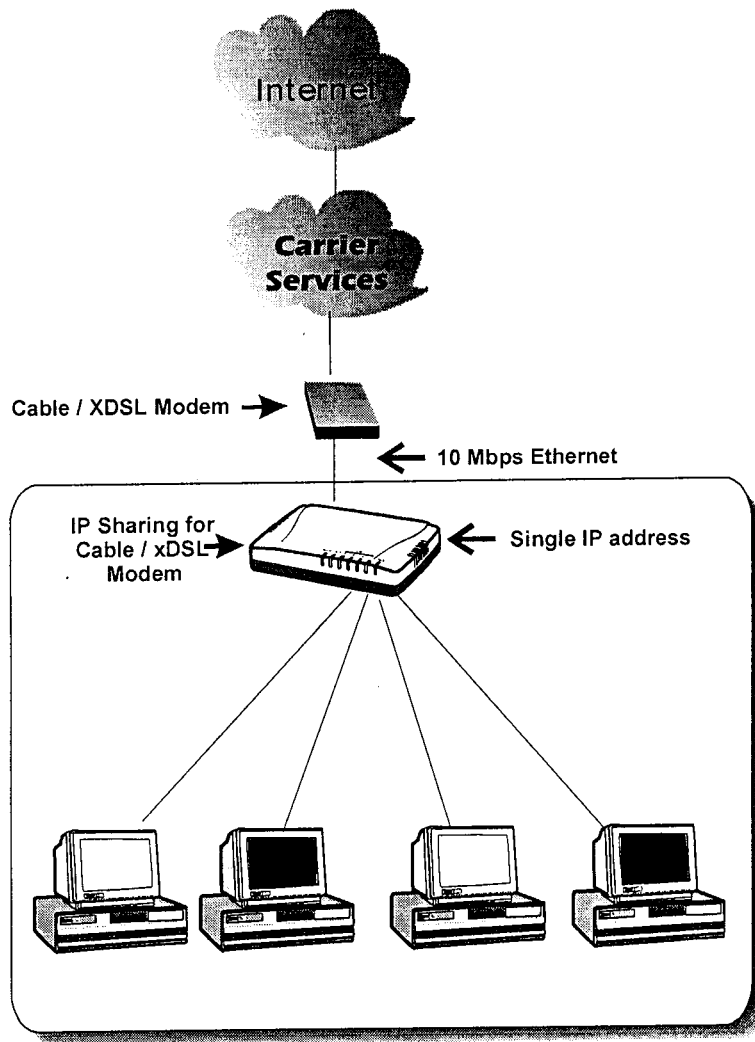 Internet
Carrier
Services
Cable / XDSL Modem
10 Mbps Ethernet
IP Sharing for
Cable / xDSL
Modem
Single IP address